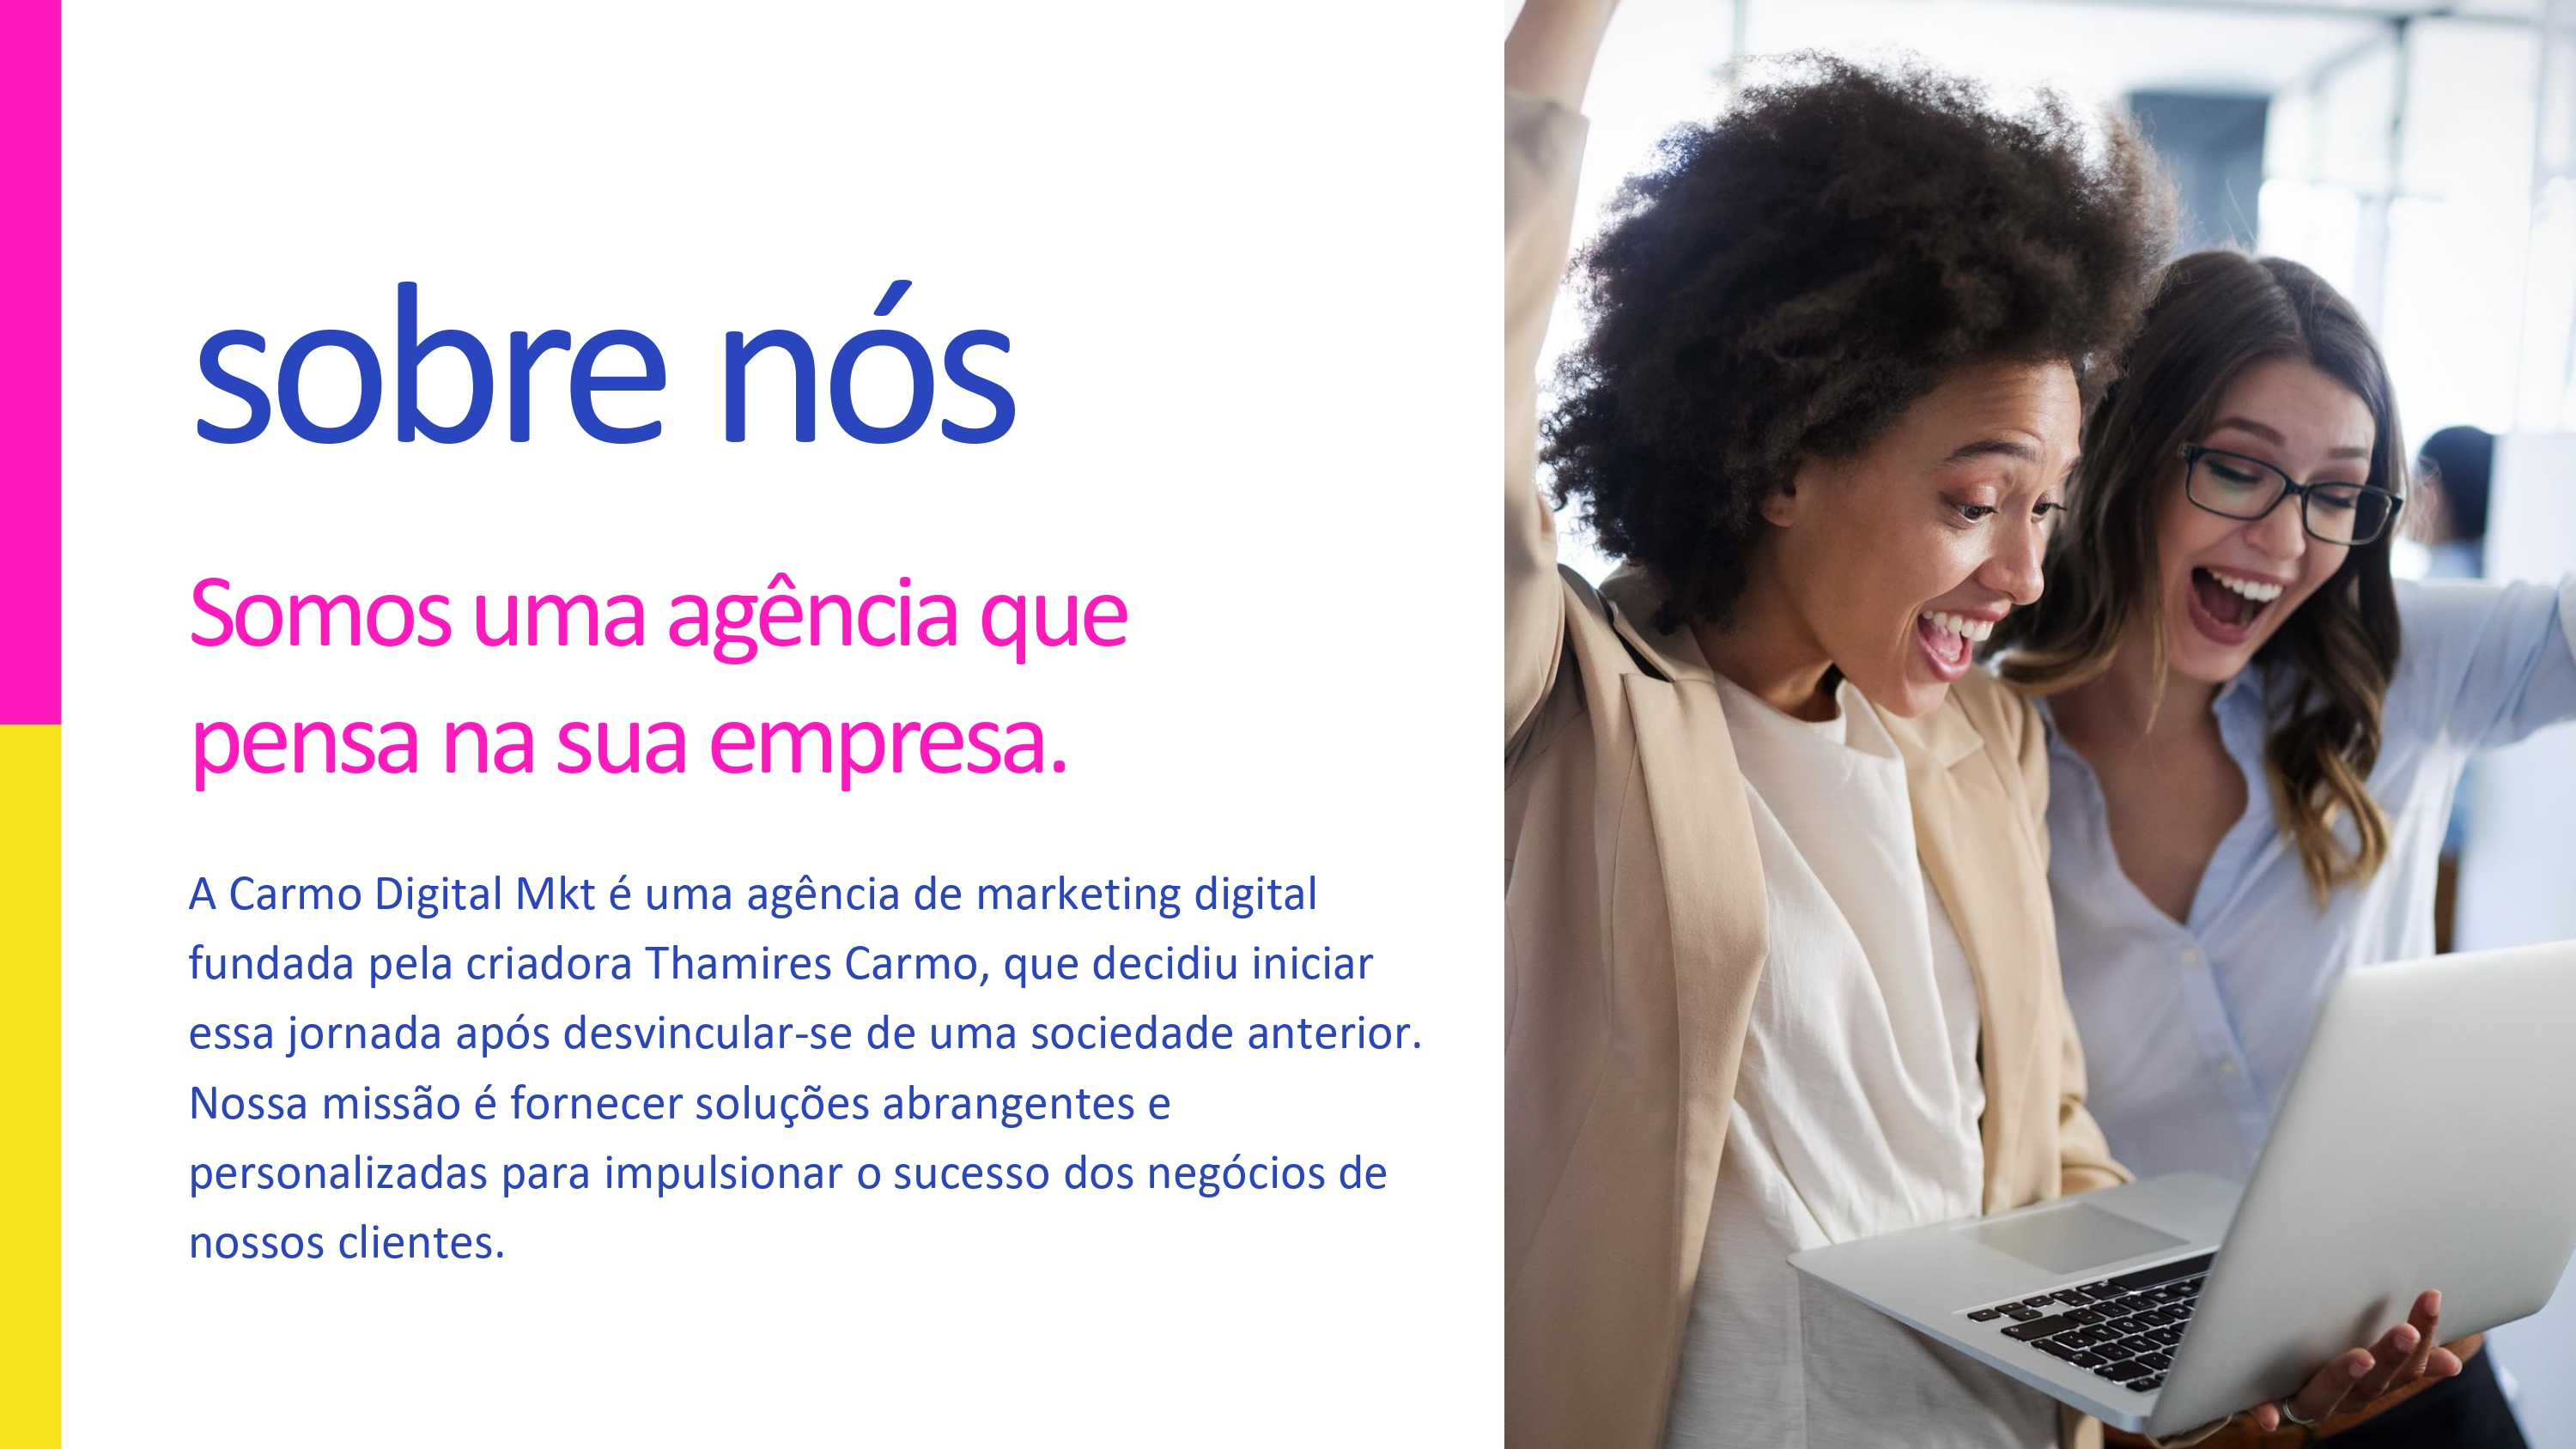 sobre nós
Somos uma agência que
pensa na sua empresa.
A Carmo Digital Mkt é uma agência de marketing digital
fundada pela criadora Thamires Carmo, que decidiu iniciar
essa jornada após desvincular-se de uma sociedade anterior.
Nossa missão é fornecer soluções abrangentes e
personalizadas para impulsionar o sucesso dos negócios de
nossos clientes.